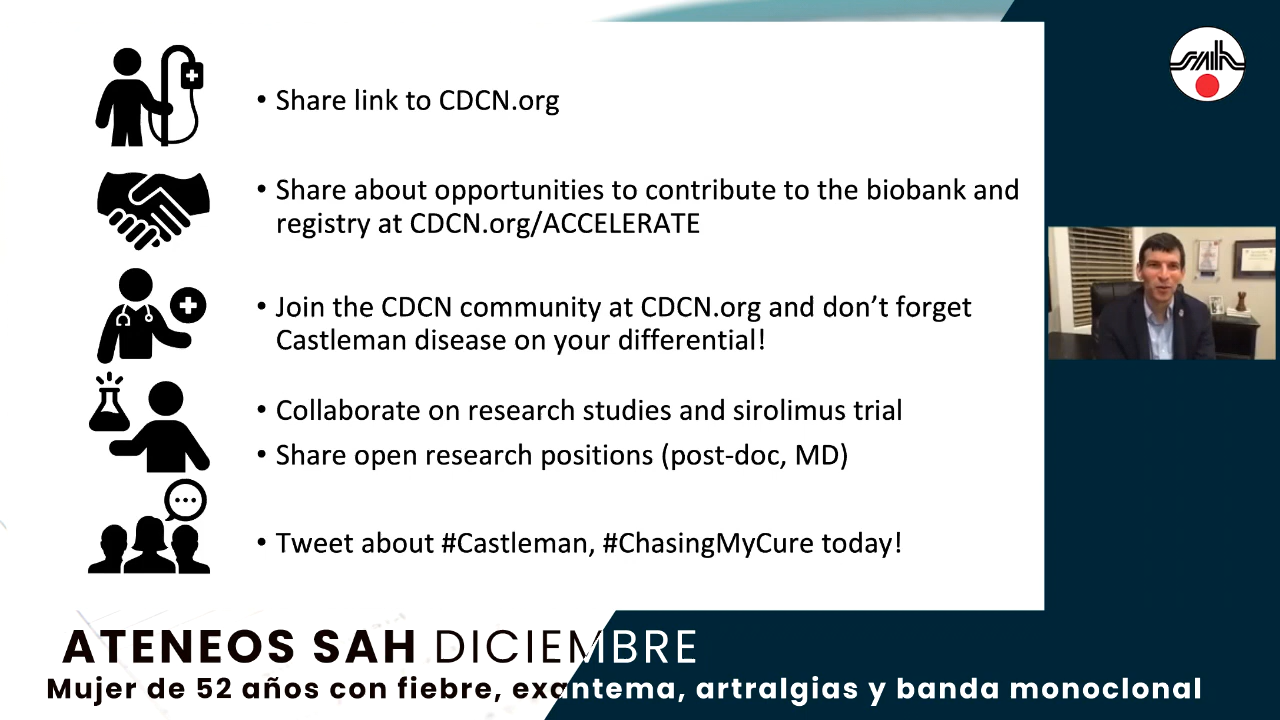 • Share link to CDCN.org
• Share about opportunities to contribute to the biobank and
registry at CDCN.org/ACCELERATE
• Join the CDCN community at CDCN.org and don’t forget
Castleman disease on your differential!
• Collaborate on research studies and sirolimus trial
• Share open research positions (post-doc, MD)
• Tweet about #Castleman, #ChasingMyCure today!
ATENEOS SAH DICIEMBRE
Mujer de 52 años con fiebre, exantema, artralgias y banda monoclonal